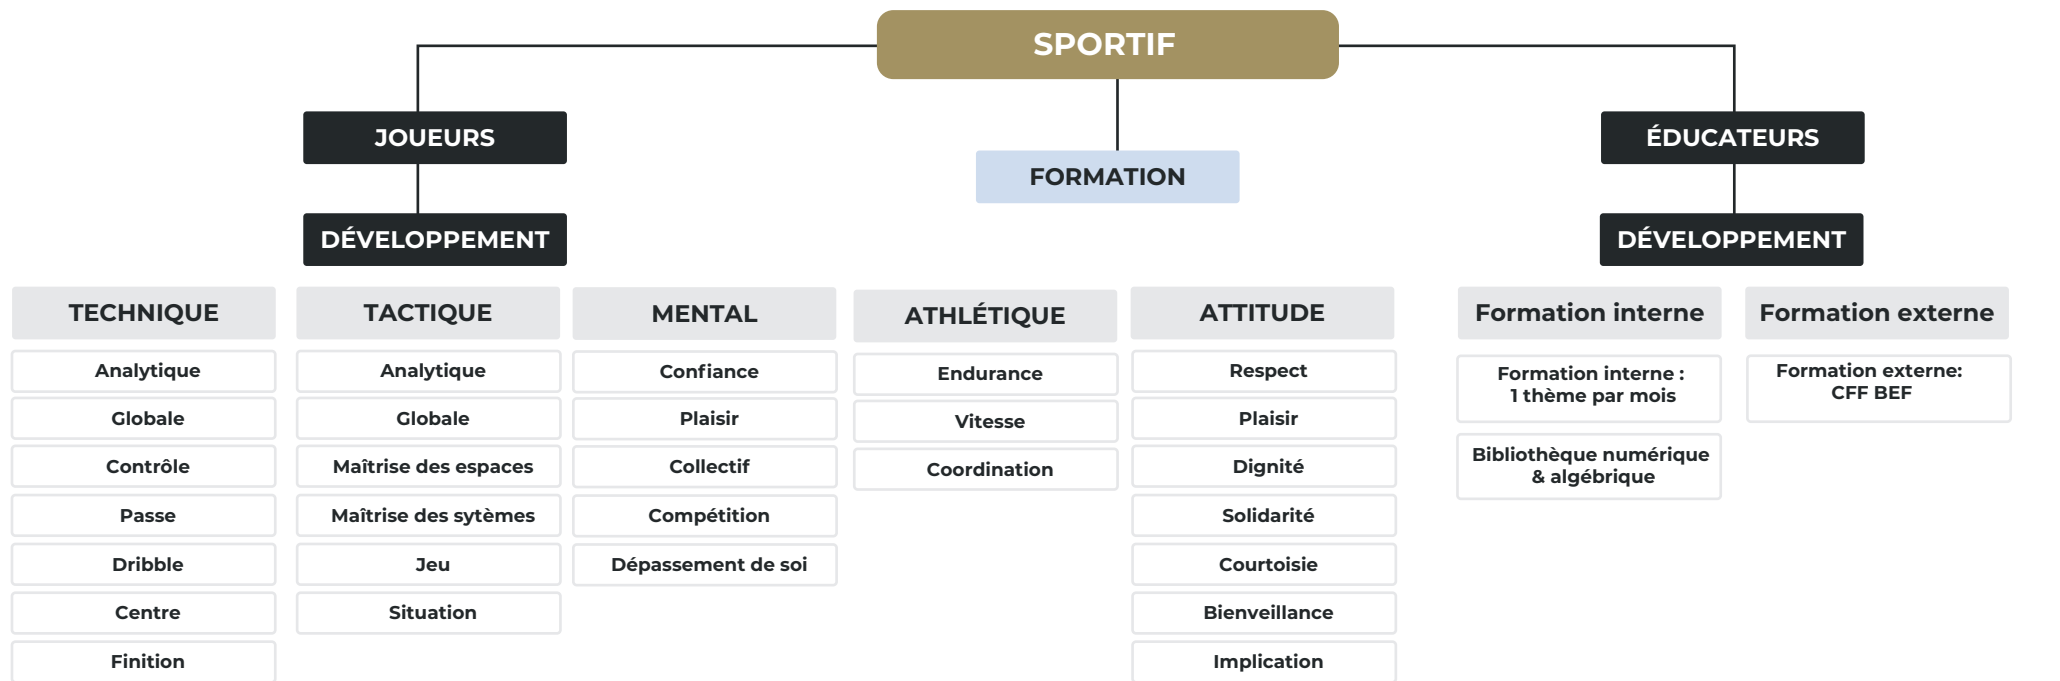 SPORTIF
JOUEURS
FORMATION
ÉDUCATEURS
DÉVELOPPEMENT
DÉVELOPPEMENT
TECHNIQUE
Analytique
Globale
Contrôle
Passe
Dribble
Centre
Finition
TACTIQUE
Analytique
Globale
Maîtrise des espaces
Maîtrise des sytèmes
Jeu
Situation
MENTAL
Confiance
Plaisir
Collectif
Compétition
Dépassement de soi
ATHLÉTIQUE
Endurance
Vitesse
Coordination
ATTITUDE
Respect
Plaisir
Dignité
Solidarité
Courtoisie
Bienveillance
Implication
Formation interne
Formation interne :
1 thème par mois
Bibliothèque numérique
& algébrique
Formation externe
Formation externe:
CFF BEF